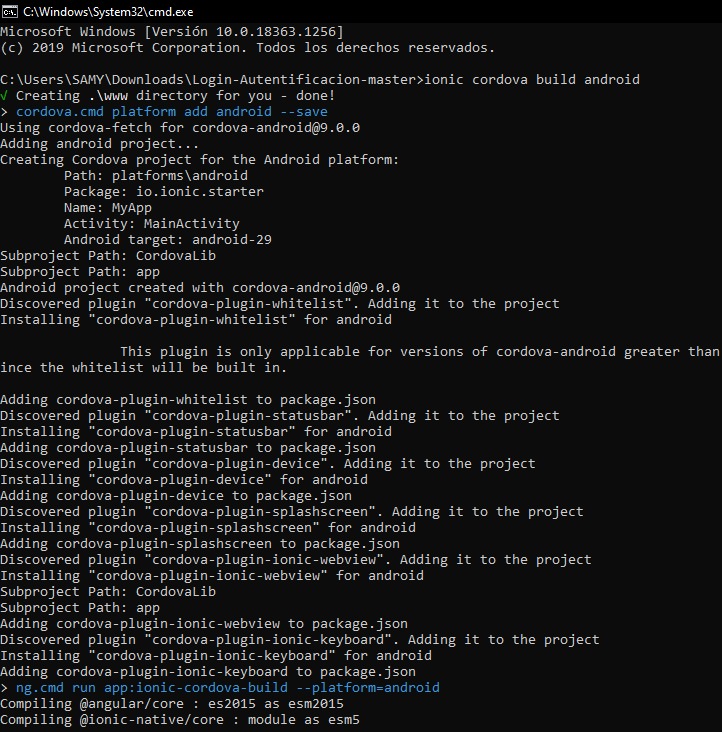 C:\Windows\System32\cmd.exe
Microsoft Windows [Versión 10.0.18363.1256]
(c) 2019 Microsoft Corporation. Todos los derechos reservados.
C:\Users\SAMY\Downloads\Login-Autentificacion-master>ionic cordova build android
√ Creating .\www directory for you - done!
> cordova.cmd platform add android --save
Using cordova-fetch for cordova-android@9.0.0
Adding android project...
Creating Cordova project for the Android platform:
Path: platforms\android
Package: io.ionic.starter
Name: MyApp
Activity: MainActivity
Android target: android-29
Subproject Path: CordovaLib
Subproject Path: app
Android project created with cordova-android@9.0.0
Discovered plugin "cordova-plugin-whitelist". Adding it to the project
Installing "cordova-plugin-whitelist" for android
This plugin is only applicable for versions of cordova-android greater than
ince the whitelist will be built in.
Adding cordova-plugin-whitelist to package.json
Discovered plugin "cordova-plugin-statusbar". Adding it to the project
Installing "cordova-plugin-statusbar" for android
Adding cordova-plugin-statusbar to package.json
Discovered plugin "cordova-plugin-device". Adding it to the project
Installing "cordova-plugin-device" for android
Adding cordova-plugin-device to package.json
Discovered plugin "cordova-plugin-splashscreen". Adding it to the project
Installing "cordova-plugin-splashscreen" for android
Adding cordova-plugin-splashscreen to package.json
Discovered plugin "cordova-plugin-ionic-webview". Adding it to the project
Installing "cordova-plugin-ionic-webview" for android
Subproject Path: CordovaLib
Subproject Path: app
Adding cordova-plugin-ionic-webview to package.json
Discovered plugin "cordova-plugin-ionic-keyboard". Adding it to the project
Installing "cordova-plugin-ionic-keyboard" for android
Adding cordova-plugin-ionic-keyboard to package.json
> ng.cmd run app:ionic-cordova-build --platform=android
Compiling @angular/core : es2015 as esm2015
Compiling @ionic-native/core : module as esm5